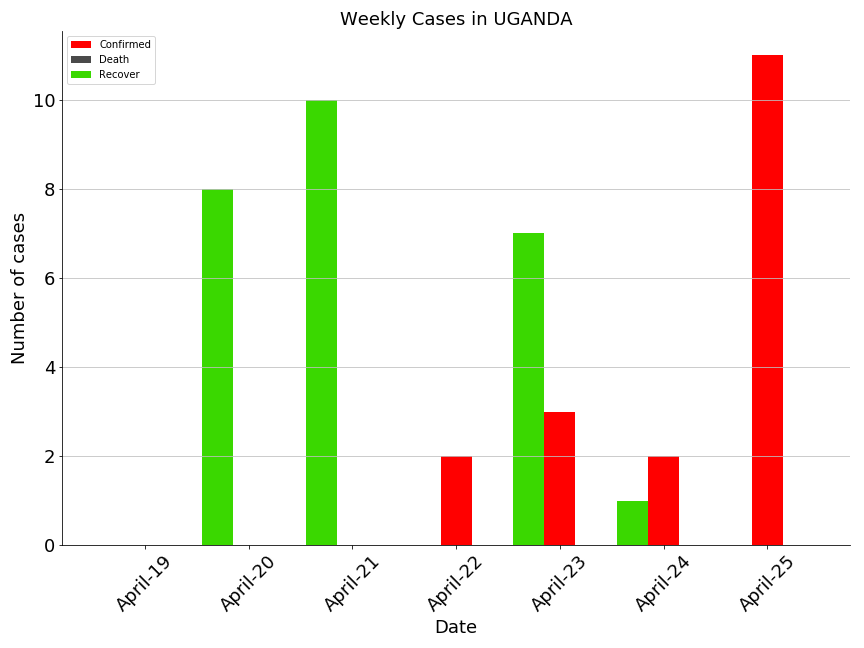 Weekly Cases in UGANDA
Confirmed
Death
Recover
10
8
6
4
2
0
Number of cases
April-19
April-20
April-21
April-22
April-23
April-24
April-25
Date